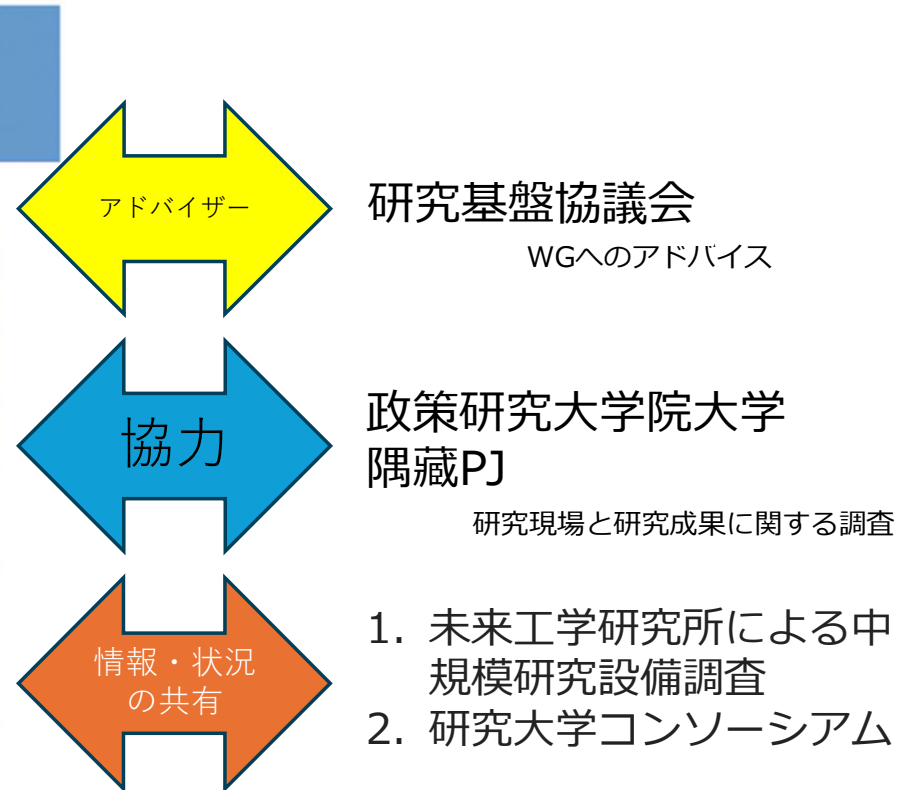 アドバイザー
研究基盤協議会
WGへのアドバイス
協力
政策研究大学院大学
隅藏PJ
研究現場と研究成果に関する調査
情報・状況
の共有
1. 未来工学研究所による中
規模研究設備調査
2. 研究大学コンソーシアム